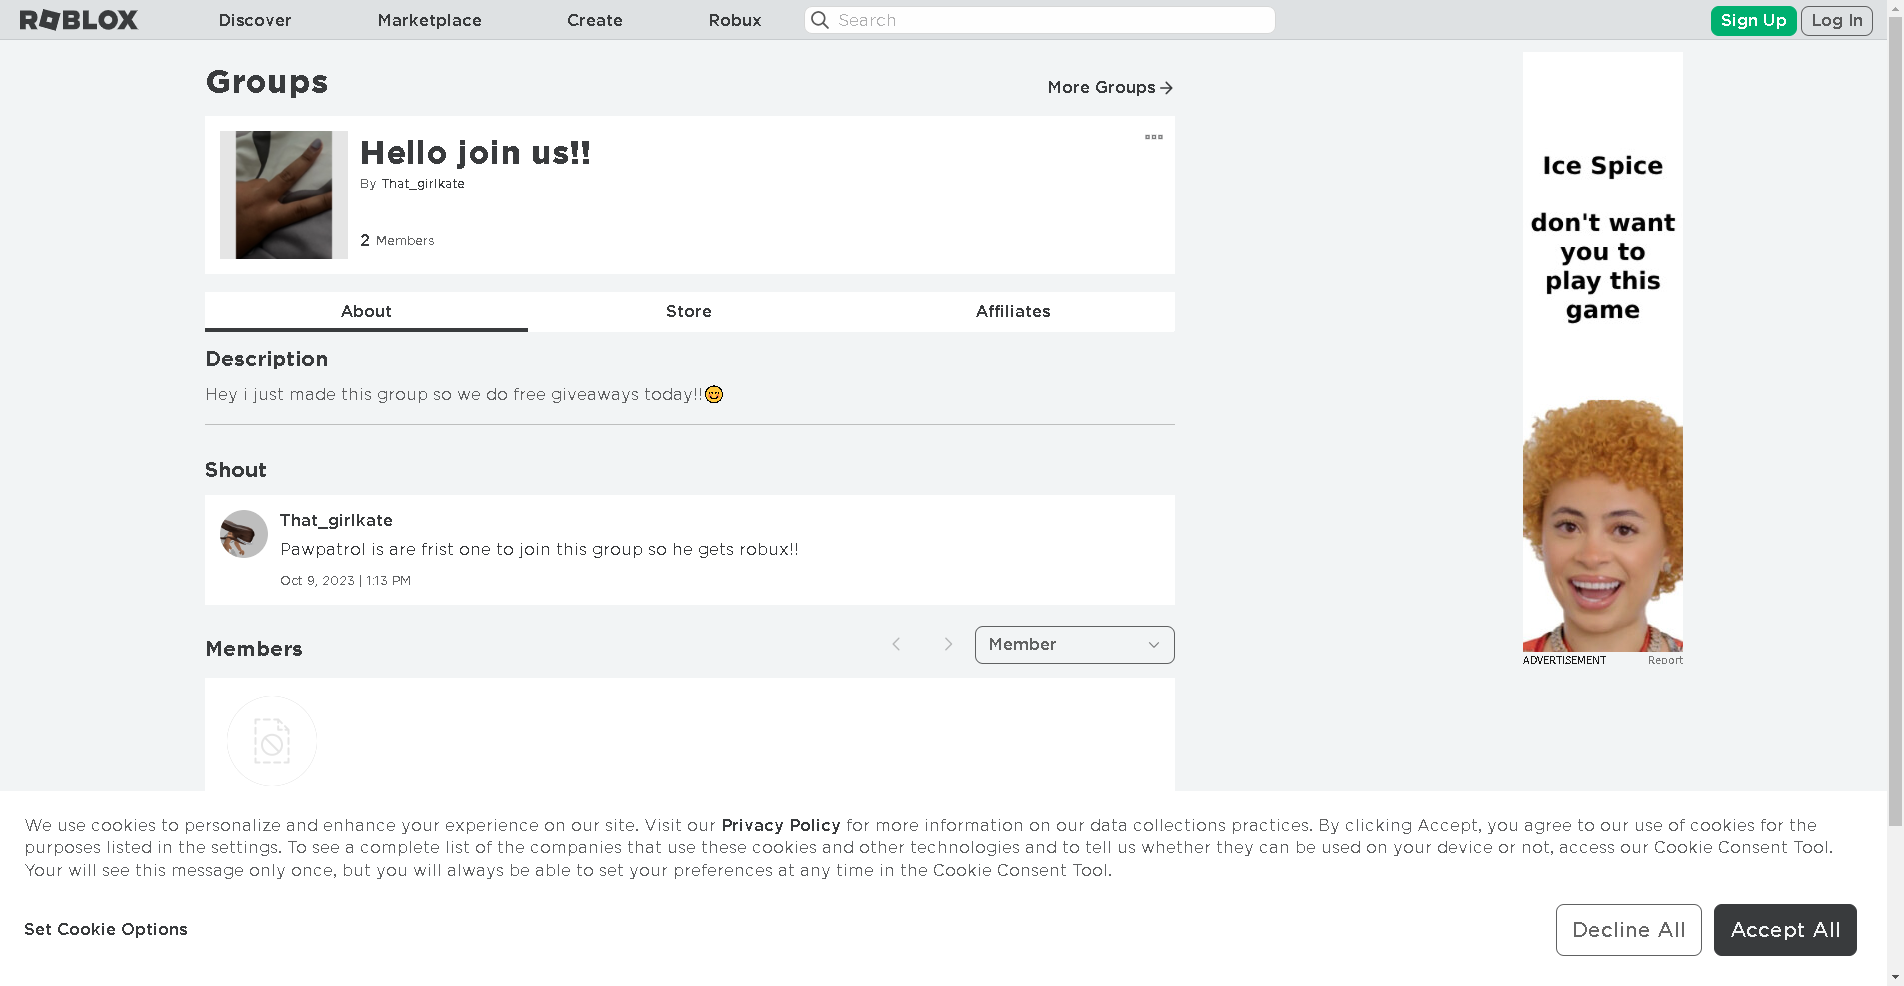 ROBLOX Discover Marketplace Create Robux Search Sign Up Log In
Groups
More Groups
Hello join us!!
By That_girlkate
2 Members
About Store Affiliates
Description
Hey i just made this group so we do free giveaways today!!😊
Shout
That_girlkate
Pawpatrol is are frist one to join this group so he gets robux!!
Oct 9, 2023 | 1:13 PM
Members
Member
Ice Spice
don't want
you to
play this
game
ADVERTISEMENT Report
We use cookies to personalize and enhance your experience on our site. Visit our Privacy Policy for more information on our data collections practices. By clicking Accept, you agree to our use of cookies for the
purposes listed in the settings. To see a complete list of the companies that use these cookies and other technologies and to tell us whether they can be used on your device or not, access our Cookie Consent Tool.
Your will see this message only once, but you will always be able to set your preferences at any time in the Cookie Consent Tool.
Set Cookie Options
Decline All
Accept All